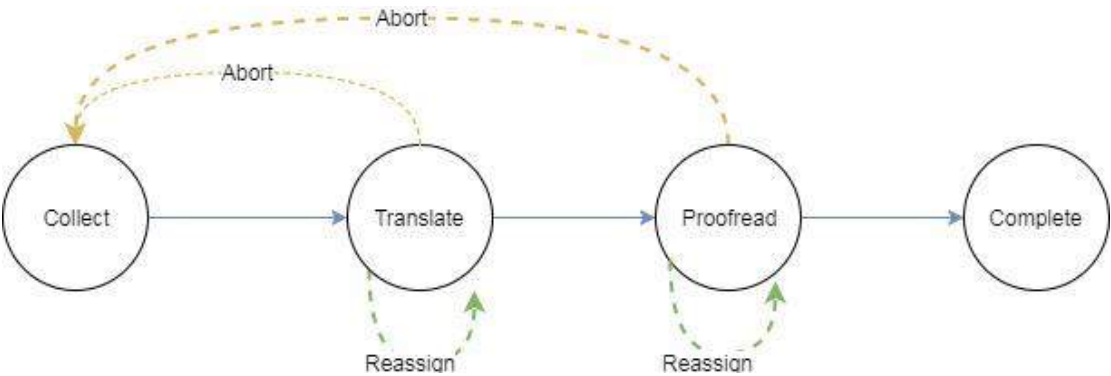 Abort
Abort
Collect
Translate
Proofread
Complete
Reassign
Reassign